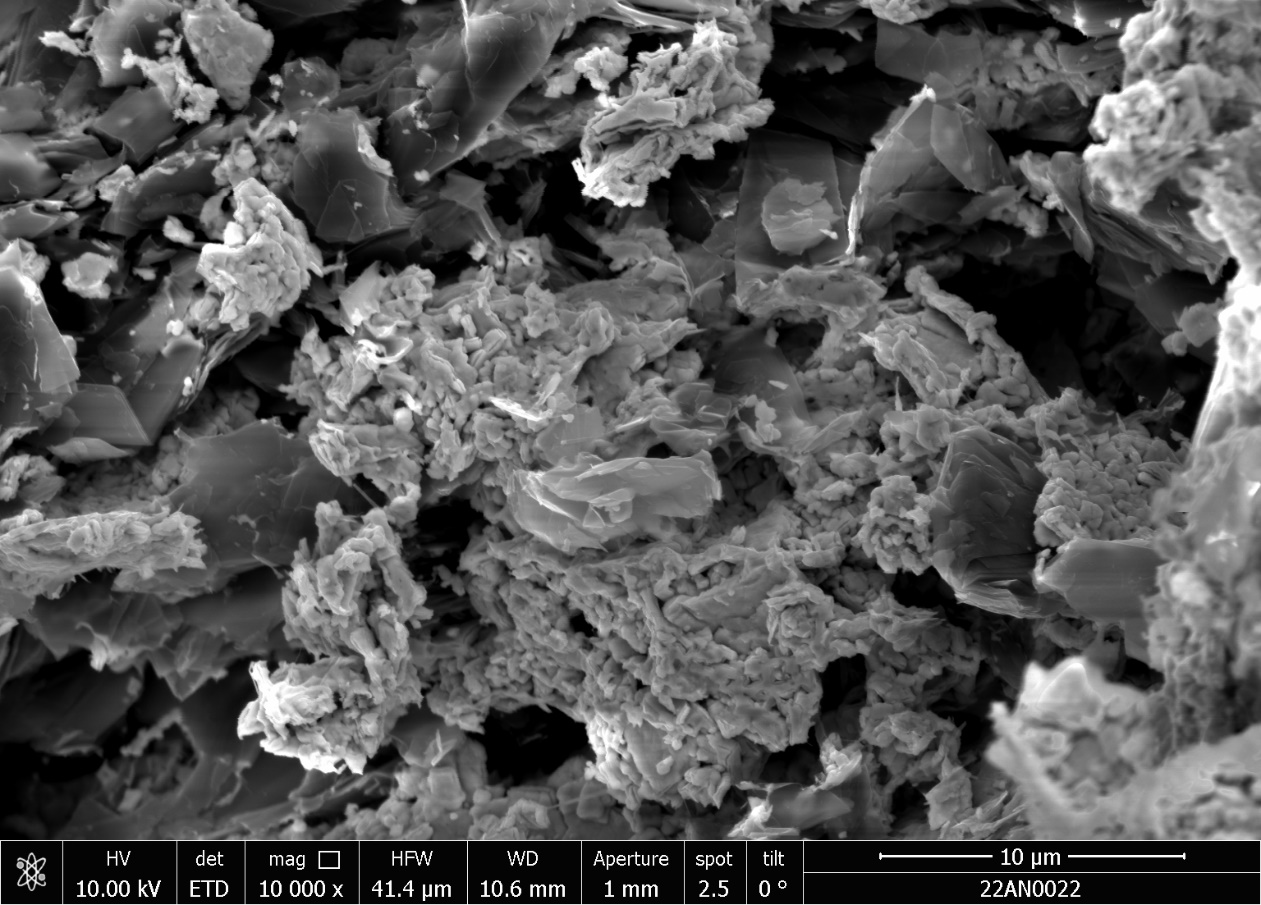 HV det mag HFW WD Aperture spot tilt 10 µm
10.00 kV ETD 10 000 x 41.4 µm 10.6 mm 1 mm 2.5 0 ° 22AN0022